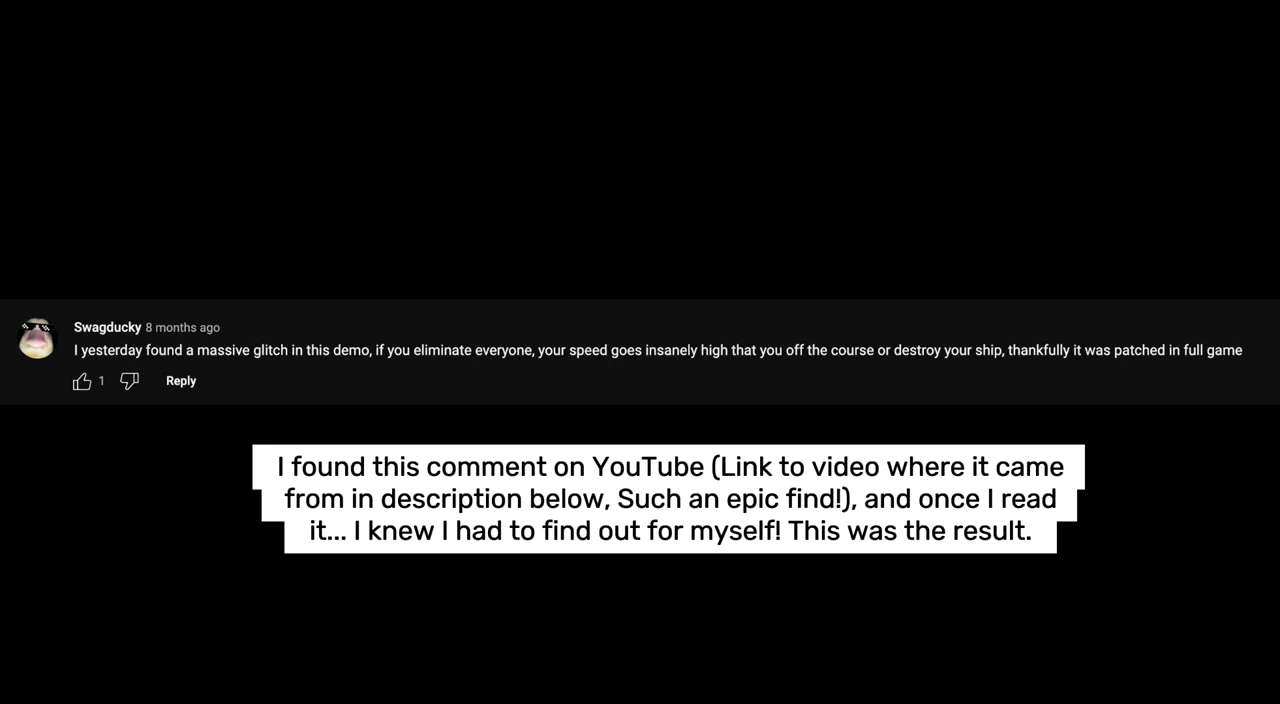 Swagducky 8 months ago
I yesterday found a massive glitch in this demo, if you eliminate everyone, your speed goes insanely high that you off the course or destroy your ship, thankfully it was patched in full game
1 Reply
I found this comment on YouTube (Link to video where it came
from in description below, Such an epic find!), and once I read
it... I knew I had to find out for myself! This was the result.